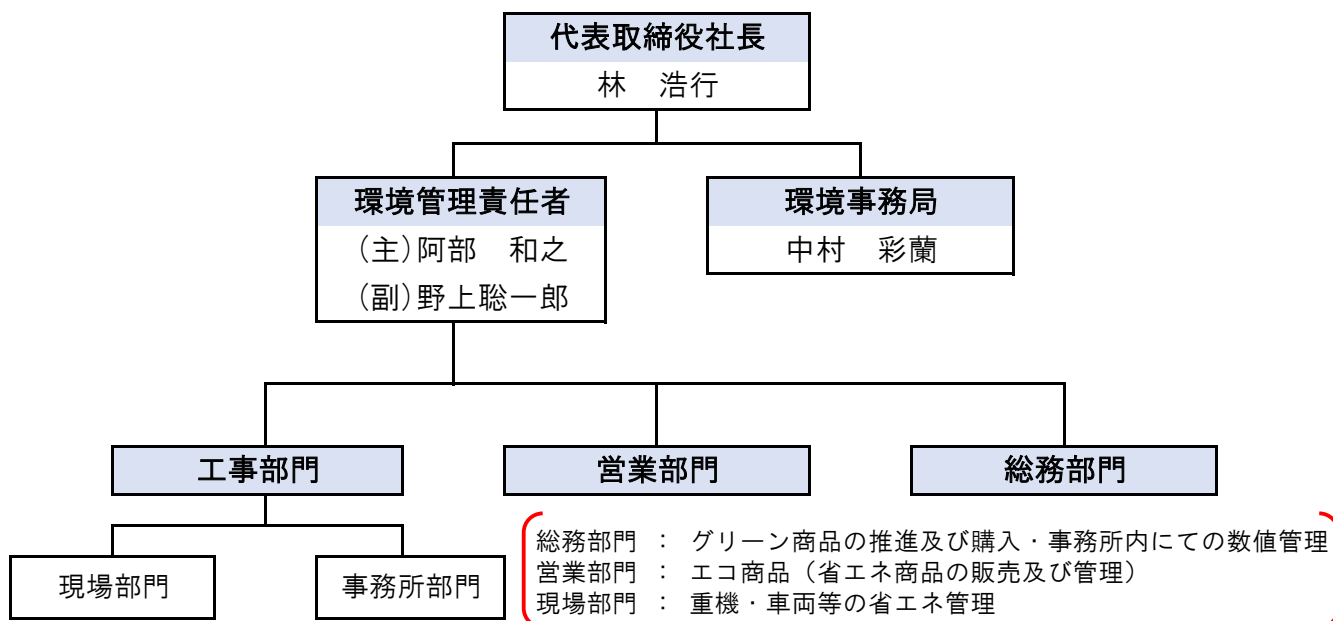 代表取締役社長
林　浩行
環境管理責任者
(主)阿部　和之
(副)野上聡一郎
環境事務局
中村　彩蘭
工事部門
営業部門
総務部門
現場部門
事務所部門
総務部門　：　グリーン商品の推進及び購入・事務所内にての数値管理
営業部門　：　エコ商品（省エネ商品の販売及び管理）
現場部門　：　重機・車両等の省エネ管理